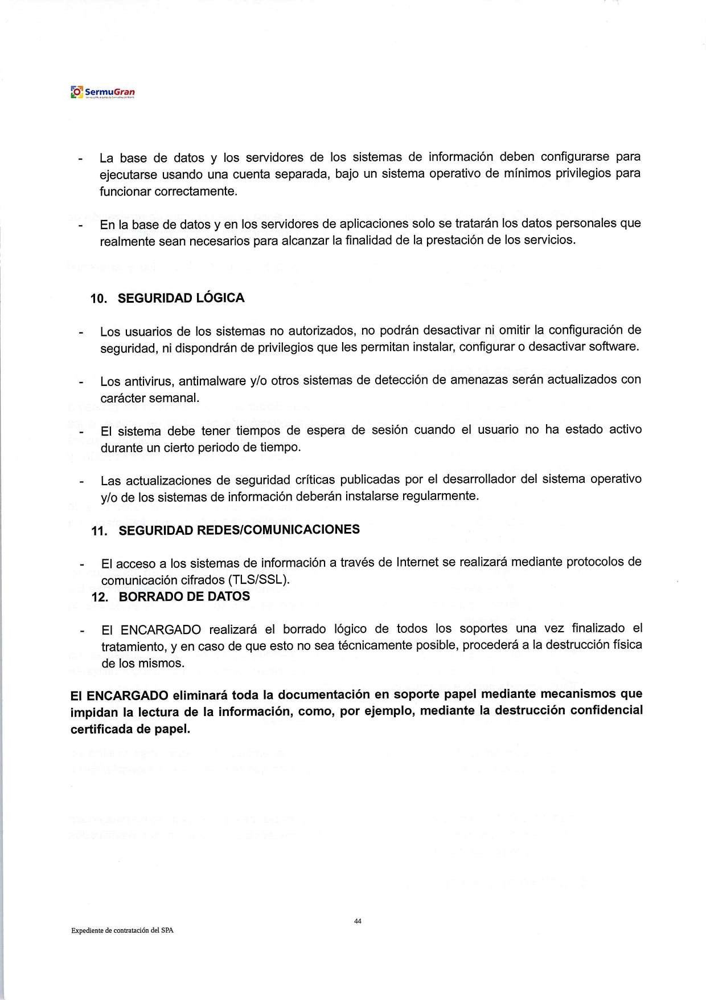 SermuGran
- La base de datos y los servidores de los sistemas de información deben configurarse para
ejecutarse usando una cuenta separada, bajo un sistema operativo de mínimos privilegios para
funcionar correctamente.
- En la base de datos y en los servidores de aplicaciones solo se tratarán los datos personales que
realmente sean necesarios para alcanzar la finalidad de la prestación de los servicios.
10. SEGURIDAD LÓGICA
- Los usuarios de los sistemas no autorizados, no podrán desactivar ni omitir la configuración de
seguridad, ni dispondrán de privilegios que les permitan instalar, configurar o desactivar software.
- Los antivirus, antimalware y/o otros sistemas de detección de amenazas serán actualizados con
carácter semanal.
- El sistema debe tener tiempos de espera de sesión cuando el usuario no ha estado activo
durante un cierto periodo de tiempo.
- Las actualizaciones de seguridad críticas publicadas por el desarrollador del sistema operativo
y/o de los sistemas de información deberán instalarse regularmente.
11. SEGURIDAD REDES/COMUNICACIONES
- El acceso a los sistemas de información a través de Internet se realizará mediante protocolos de
comunicación cifrados (TLS/SSL).
12. BORRADO DE DATOS
- El ENCARGADO realizará el borrado lógico de todos los soportes una vez finalizado el
tratamiento, y en caso de que esto no sea técnicamente posible, procederá a la destrucción física
de los mismos.
El ENCARGADO eliminará toda la documentación en soporte papel mediante mecanismos que
impidan la lectura de la información, como, por ejemplo, mediante la destrucción confidencial
certificada de papel.
44
Expediente de contratación del SPA